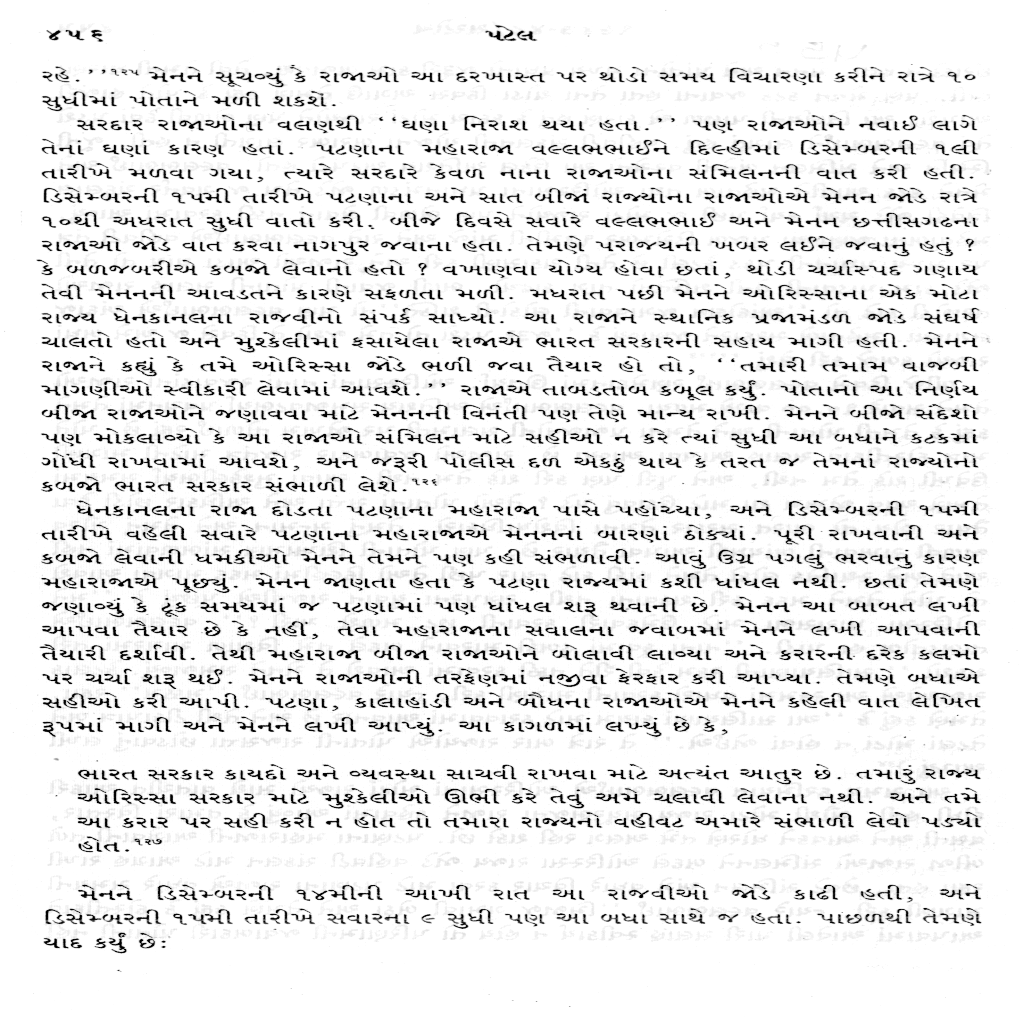 ૪૫૬
પટેલ
રહે.''૧૨૫ મેનને સૂચવ્યું કે રાજાઓ આ દરખાસ્ત પર થોડો સમય વિચારણા કરીને રાત્રે ૧૦
સુધીમાં પોતાને મળી શકશે.
સરદાર રાજાઓના વલણથી ''ઘણા નિરાશ થયા હતા.'' પણ રાજાઓને નવાઈ લાગે
તેનાં ઘણાં કારણ હતાં. પટણાના મહારાજા વલ્લભભાઈને દિલ્હીમાં ડિસેમ્બરની ૧લી
તારીખે મળવા ગયા, ત્યારે સરદારે કેવળ નાના રાજાઓના સંમિલનની વાત કરી હતી.
ડિસેમ્બરની ૧૫મી તારીખે પટણાના અને સાત બીજાં રાજ્યોના રાજાઓએ મેનન જોડે રાત્રે
૧૦થી અધરાત સુધી વાતો કરી. બીજે દિવસે સવારે વલ્લભભાઈ અને મેનન છત્તીસગઢના
રાજાઓ જોડે વાત કરવા નાગપુર જવાના હતા. તેમણે પરાજયની ખબર લઈને જવાનું હતું ?
કે બળજબરીએ કબજો લેવાનો હતો ? વખાણવા યોગ્ય હોવા છતાં, થોડી ચર્ચાસ્પદ ગણાય
તેવી મેનનની આવડતને કારણે સફળતા મળી. મધરાત પછી મેનને ઓરિસ્સાના એક મોટા
રાજ્ય ધેનકાનલના રાજવીનો સંપર્ક સાધ્યો. આ રાજાને સ્થાનિક પ્રજામંડળ જોડે સંઘર્ષ
ચાલતો હતો અને મુશ્કેલીમાં ફસાયેલા રાજાએ ભારત સરકારની સહાય માગી હતી. મેનને
રાજાને કહ્યું કે તમે ઓરિસ્સા જોડે ભળી જવા તૈયાર હો તો, ''તમારી તમામ વાજબી
માગણીઓ સ્વીકારી લેવામાં આવશે.'' રાજાએ તાબડતોબ કબૂલ કર્યું. પોતાનો આ નિર્ણય
બીજા રાજાઓને જણાવવા માટે મેનનની વિનંતી પણ તેણે માન્ય રાખી. મેનને બીજો સંદેશો
પણ મોકલાવ્યો કે આ રાજાઓ સંમિલન માટે સહીઓ ન કરે ત્યાં સુધી આ બધાને કટકમાં
ગોંધી રાખવામાં આવશે, અને જરૂરી પોલીસ દળ એકઠું થાય કે તરત જ તેમનાં રાજ્યોનો
કબજો ભારત સરકાર સંભાળી લેશે.૧૨૬
ધેનકાનલના રાજા દોડતા પટણાના મહારાજા પાસે પહોંચ્યા, અને ડિસેમ્બરની ૧૫મી
તારીખે વહેલી સવારે પટણાના મહારાજાએ મેનનનાં બારણાં ઠોક્યાં. પૂરી રાખવાની અને
કબજો લેવાની ધમકીઓ મેનને તેમને પણ કહી સંભળાવી. આવું ઉગ્ર પગલું ભરવાનું કારણ
મહારાજાએ પૂછ્યું. મેનન જાણતા હતા કે પટણા રાજ્યમાં કશી ધાંધલ નથી. છતાં તેમણે
જણાવ્યું કે ટૂંક સમયમાં જ પટણામાં પણ ધાંધલ શરૂ થવાની છે. મેનન આ બાબત લખી
આપવા તૈયાર છે કે નહીં, તેવા મહારાજાના સવાલના જવાબમાં મેનને લખી આપવાની
તૈયારી દર્શાવી. તેથી મહારાજા બીજા રાજાઓને બોલાવી લાવ્યા અને કરારની દરેક કલમો
પર ચર્ચા શરૂ થઈ. મેનને રાજાઓની તરફેણમાં નજીવા ફેરફાર કરી આપ્યા. તેમણે બધાએ
સહીઓ કરી આપી. પટણા, કાલાહાંડી અને બૌધના રાજાઓએ મેનને કહેલી વાત લેખિત
રૂપમાં માગી અને મેનને લખી આપ્યું. આ કાગળમાં લખ્યું છે કે,
ભારત સરકાર કાયદો અને વ્યવસ્થા સાચવી રાખવા માટે અત્યંત આતુર છે. તમારું રાજ્ય
ઓરિસ્સા સરકાર માટે મુશ્કેલીઓ ઊભી કરે તેવું અમે ચલાવી લેવાના નથી. અને તમે
આ કરાર પર સહી કરી ન હોત તો તમારા રાજ્યનો વહીવટ અમારે સંભાળી લેવો પડ્યો
હોત.૧૨૭
મેનને ડિસેમ્બરની ૧૪મીની આખી રાત આ રાજવીઓ જોડે કાઢી હતી, અને
ડિસેમ્બરની ૧૫મી તારીખે સવારના ૯ સુધી પણ આ બધા સાથે જ હતા. પાછળથી તેમણે
યાદ કર્યું છેઃ